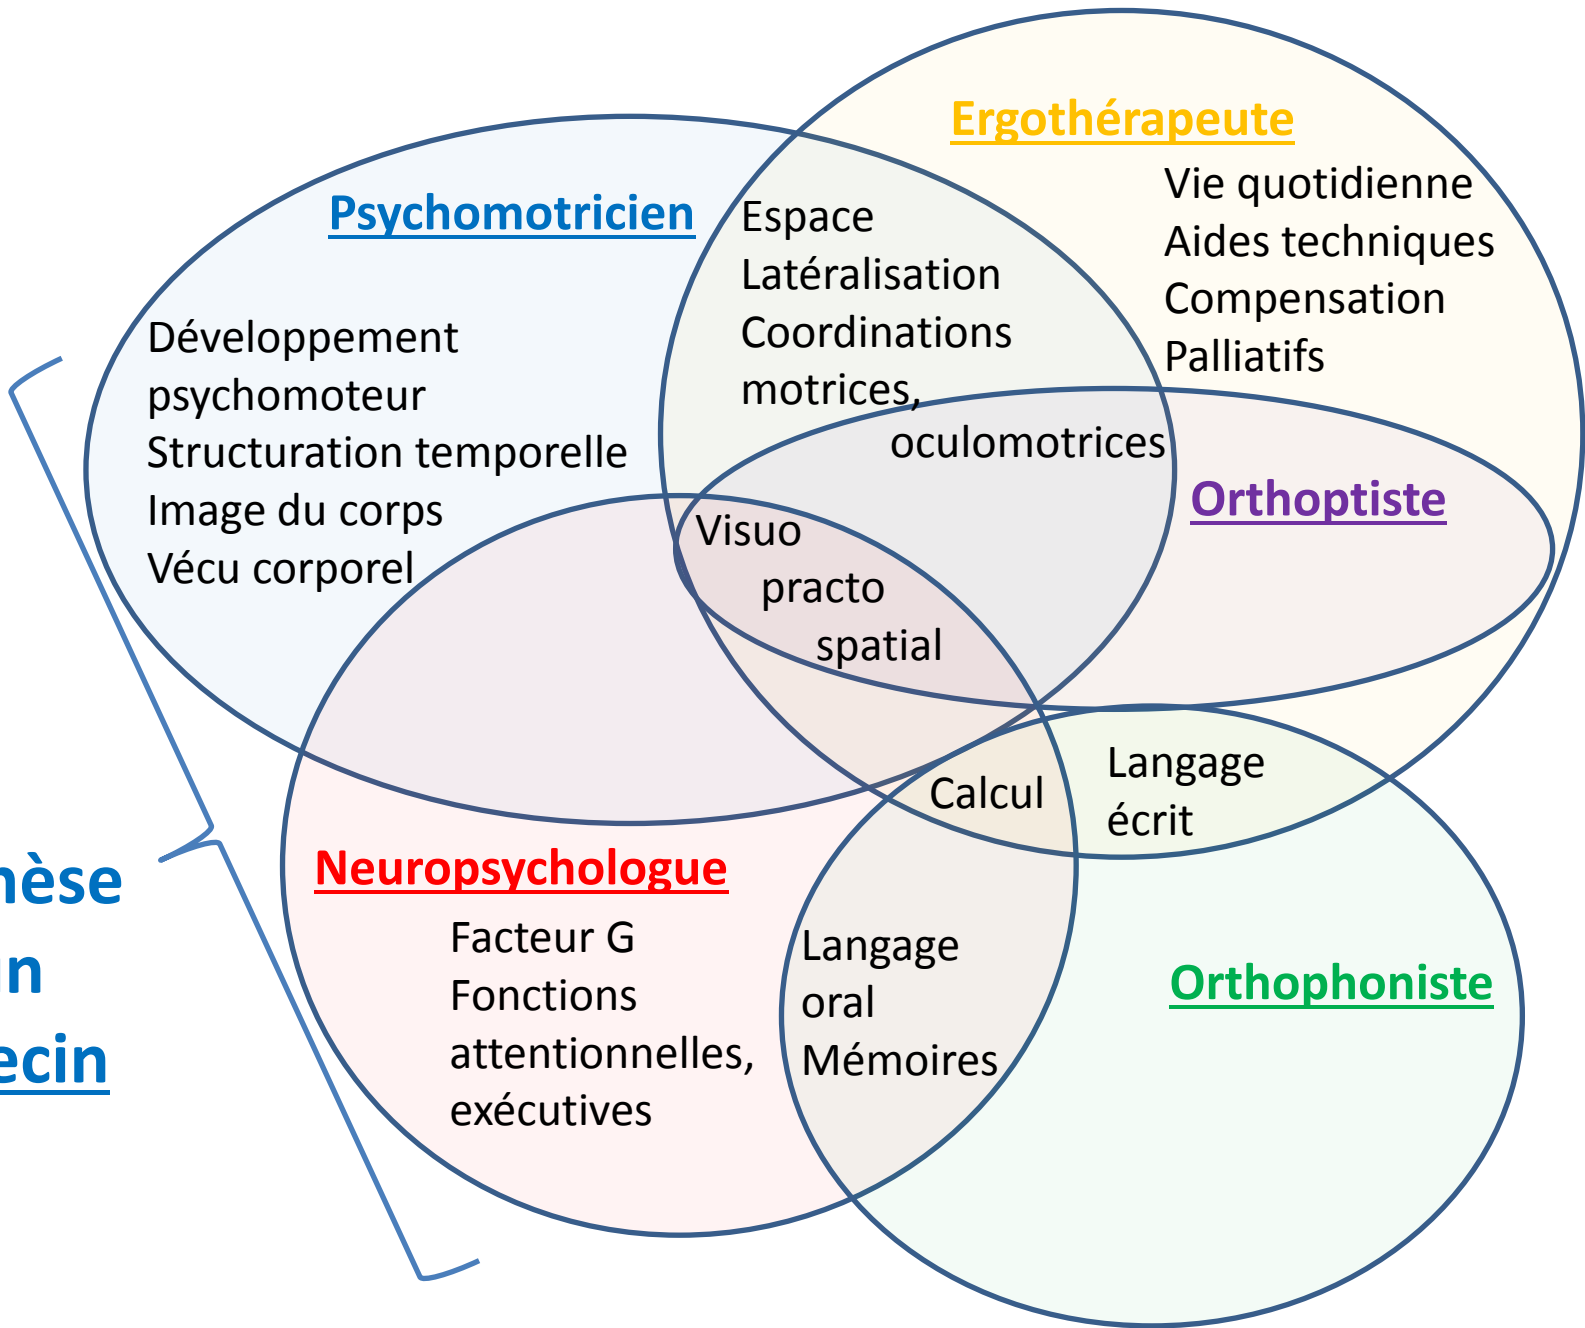 Ergothérapeute
Vie quotidienne
Aides techniques
Compensation
Palliatifs
Psychomotricien
Développement
psychomoteur
Structuration temporelle
Image du corps
Vécu corporel
Espace
Latéralisation
Coordinations
motrices,
oculomotrices
Orthoptiste
Visuo
practo
spatial
Calcul
Langage
écrit
Neuropsychologue
Facteur G
Fonctions
attentionnelles,
exécutives
Langage
oral
Mémoires
Orthophoniste